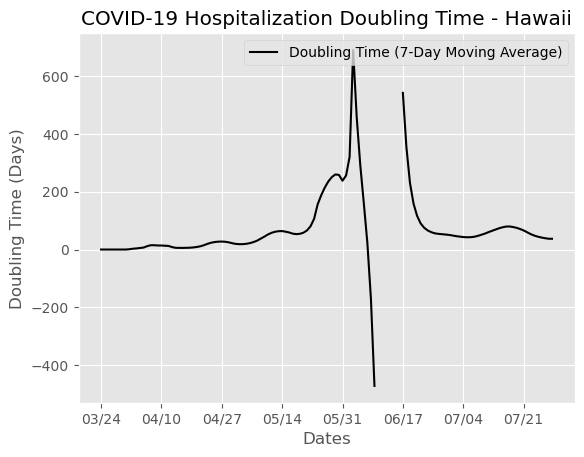 COVID-19 Hospitalization Doubling Time - Hawaii
Doubling Time (7-Day Moving Average)
Doubling Time (Days)
600
400
200
0
−200
−400
03/24 04/10 04/27 05/14 05/31 06/17 07/04 07/21
Dates